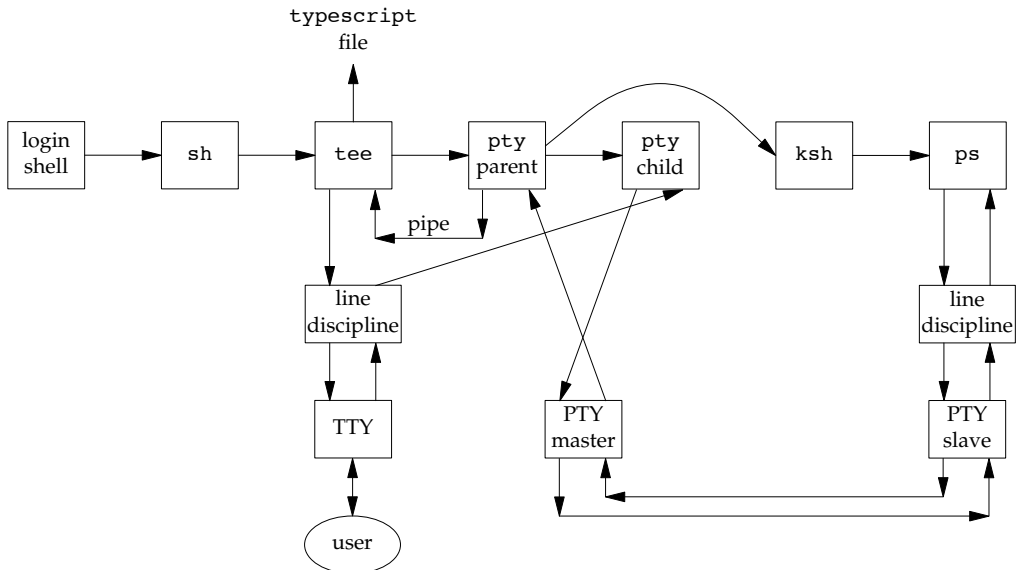 typescript
file
login
shell
sh
tee
pty
parent
pty
child
ksh
ps
pipe
line
discipline
line
discipline
TTY
PTY
master
PTY
slave
user